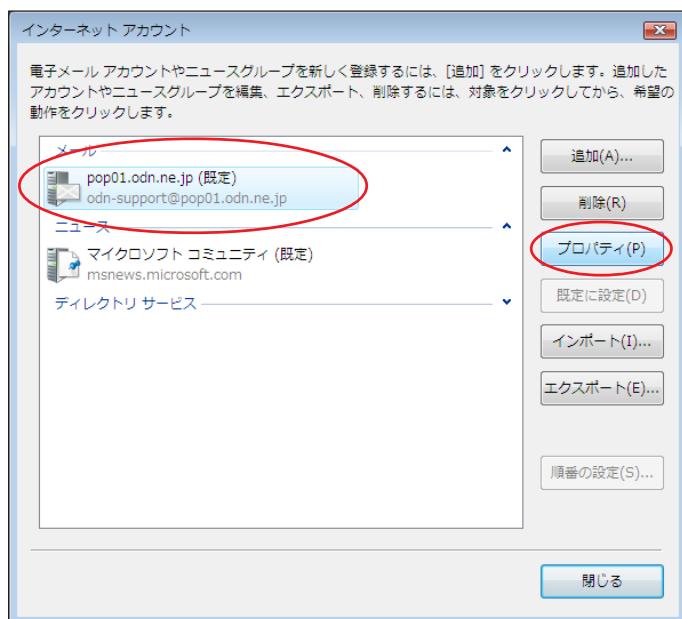 インターネット アカウント
電子メール アカウントやニュースグループを新しく登録するには、[追加] をクリックします。追加した
アカウントやニュースグループを編集、エクスポート、削除するには、対象をクリックしてから、希望の
動作をクリックします。
メール
pop01.odn.ne.jp (既定)
odn-support@pop01.odn.ne.jp
ニュース
マイクロソフト コミュニティ (既定)
msnews.microsoft.com
ディレクトリ サービス
追加(A)...
削除(R)
プロパティ(P)
既定に設定(D)
インポート(I)...
エクスポート(E)...
順番の設定(S)...
閉じる